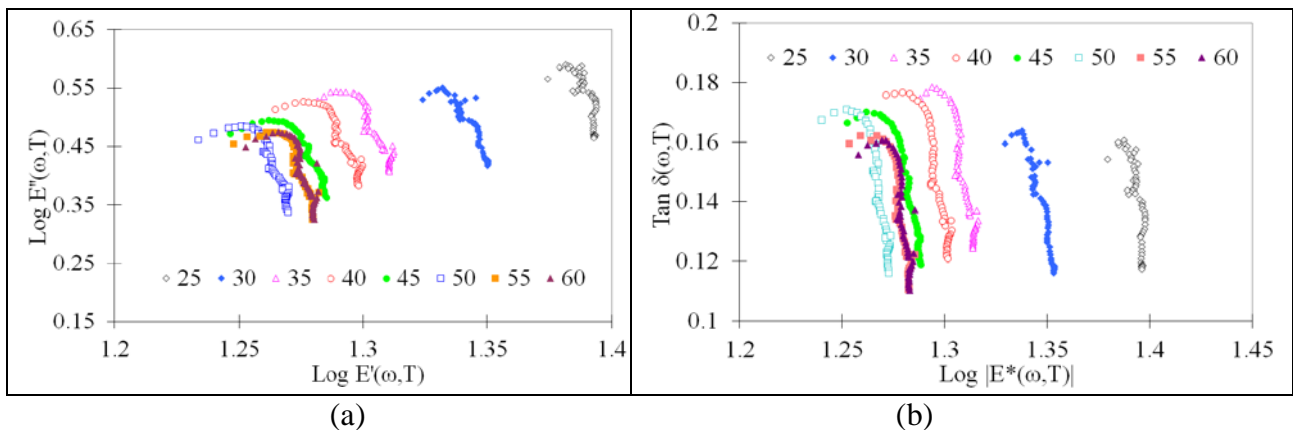 0.65
0.55
0.45
0.35
0.25
0.15
Log E''(ω,T)
25 30 35 40 45 50 55 60
1.2 1.25 1.3 1.35 1.4
Log E'(ω,T)
(a)
0.2
0.18
0.16
0.14
0.12
0.1
Tan δ(ω,T)
25 30 35 40 45 50 55 60
1.2 1.25 1.3 1.35 1.4 1.45
Log |E*(ω,T)|
(b)